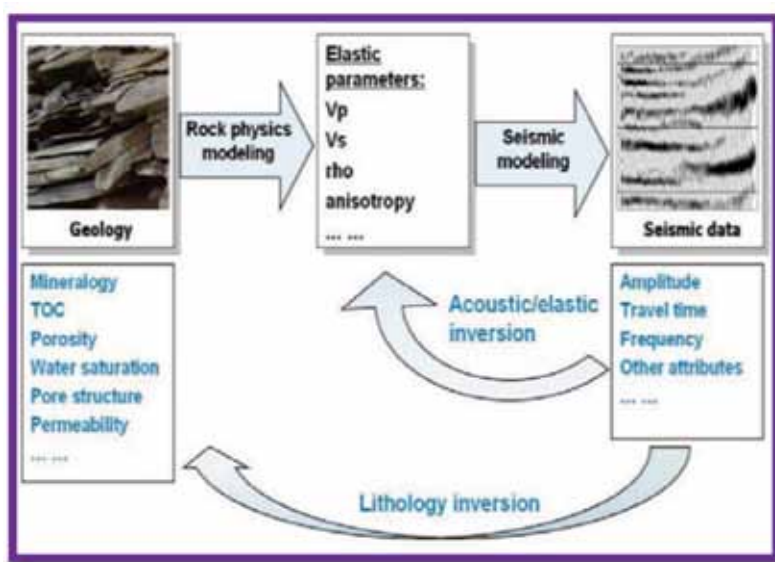 Geology
Mineralogy
TOC
Porosity
Water saturation
Pore structure
Permeability
... ...
Rock physics
modeling
Elastic
parameters:
Vp
Vs
rho
anisotropy
... ...
Seismic
modeling
Seismic data
Amplitude
Travel time
Frequency
Other attributes
... ...
Acoustic/elastic
inversion
Lithology inversion